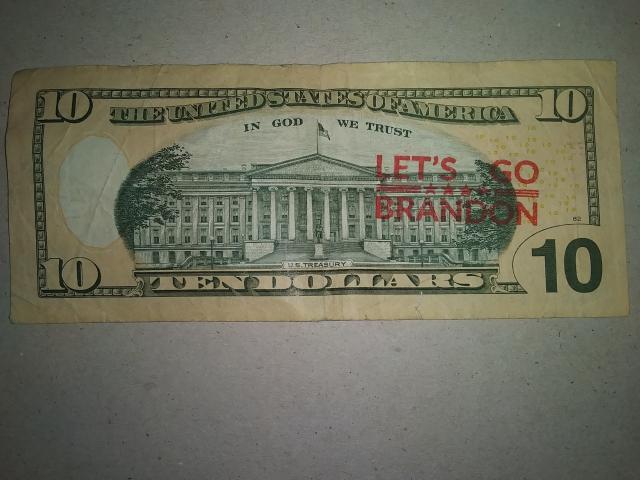 10 THE UNITED STATES OF AMERICA 10
IN GOD WE TRUST
LET'S GO
BRANDON
82
U.S. TREASURY
10 TEN DOLLARS 10